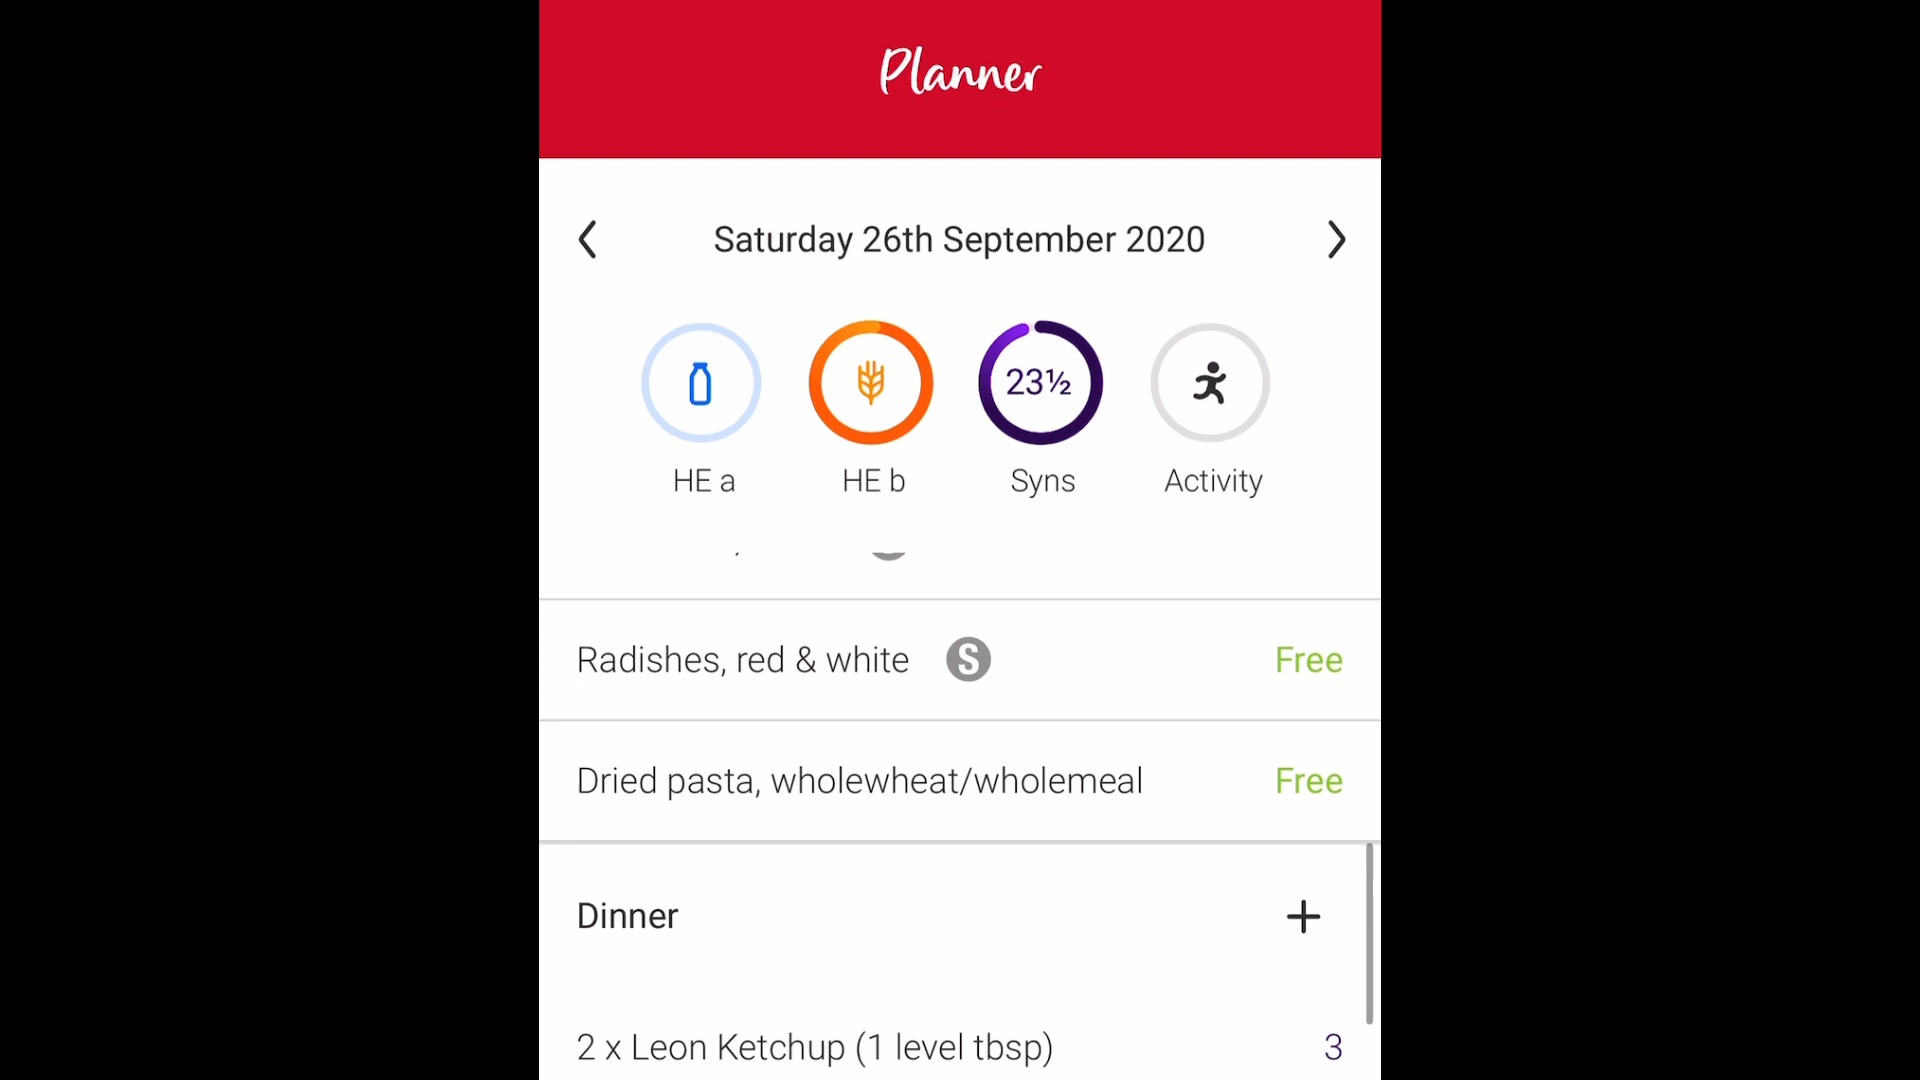 Planner
Saturday 26th September 2020
23½
HE a
HE b
Syns
Activity
Radishes, red & white S Free
Dried pasta, wholewheat/wholemeal Free
Dinner +
2 x Leon Ketchup (1 level tbsp) 3